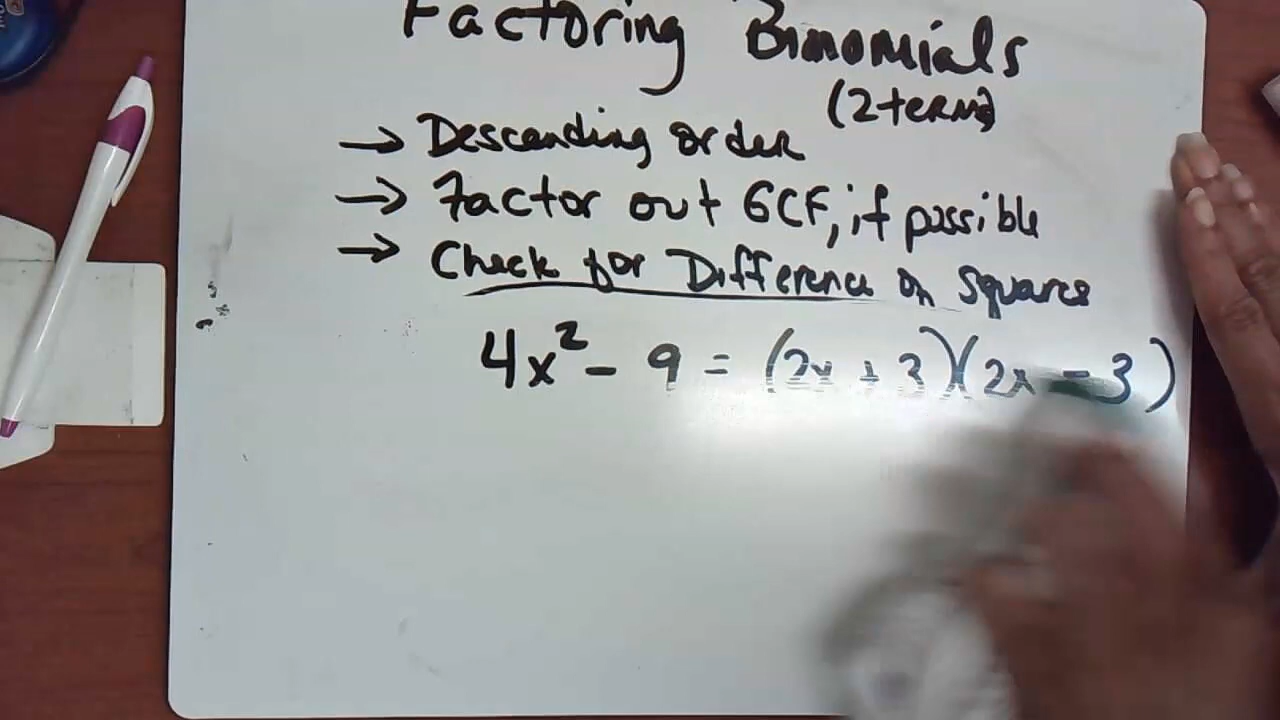 Factoring Binomials
(2 terms)
→ Descending order
→ Factor out GCF, if possible
→ Check for Difference of Squares
4x² - 9 = (2x + 3)(2x - 3)